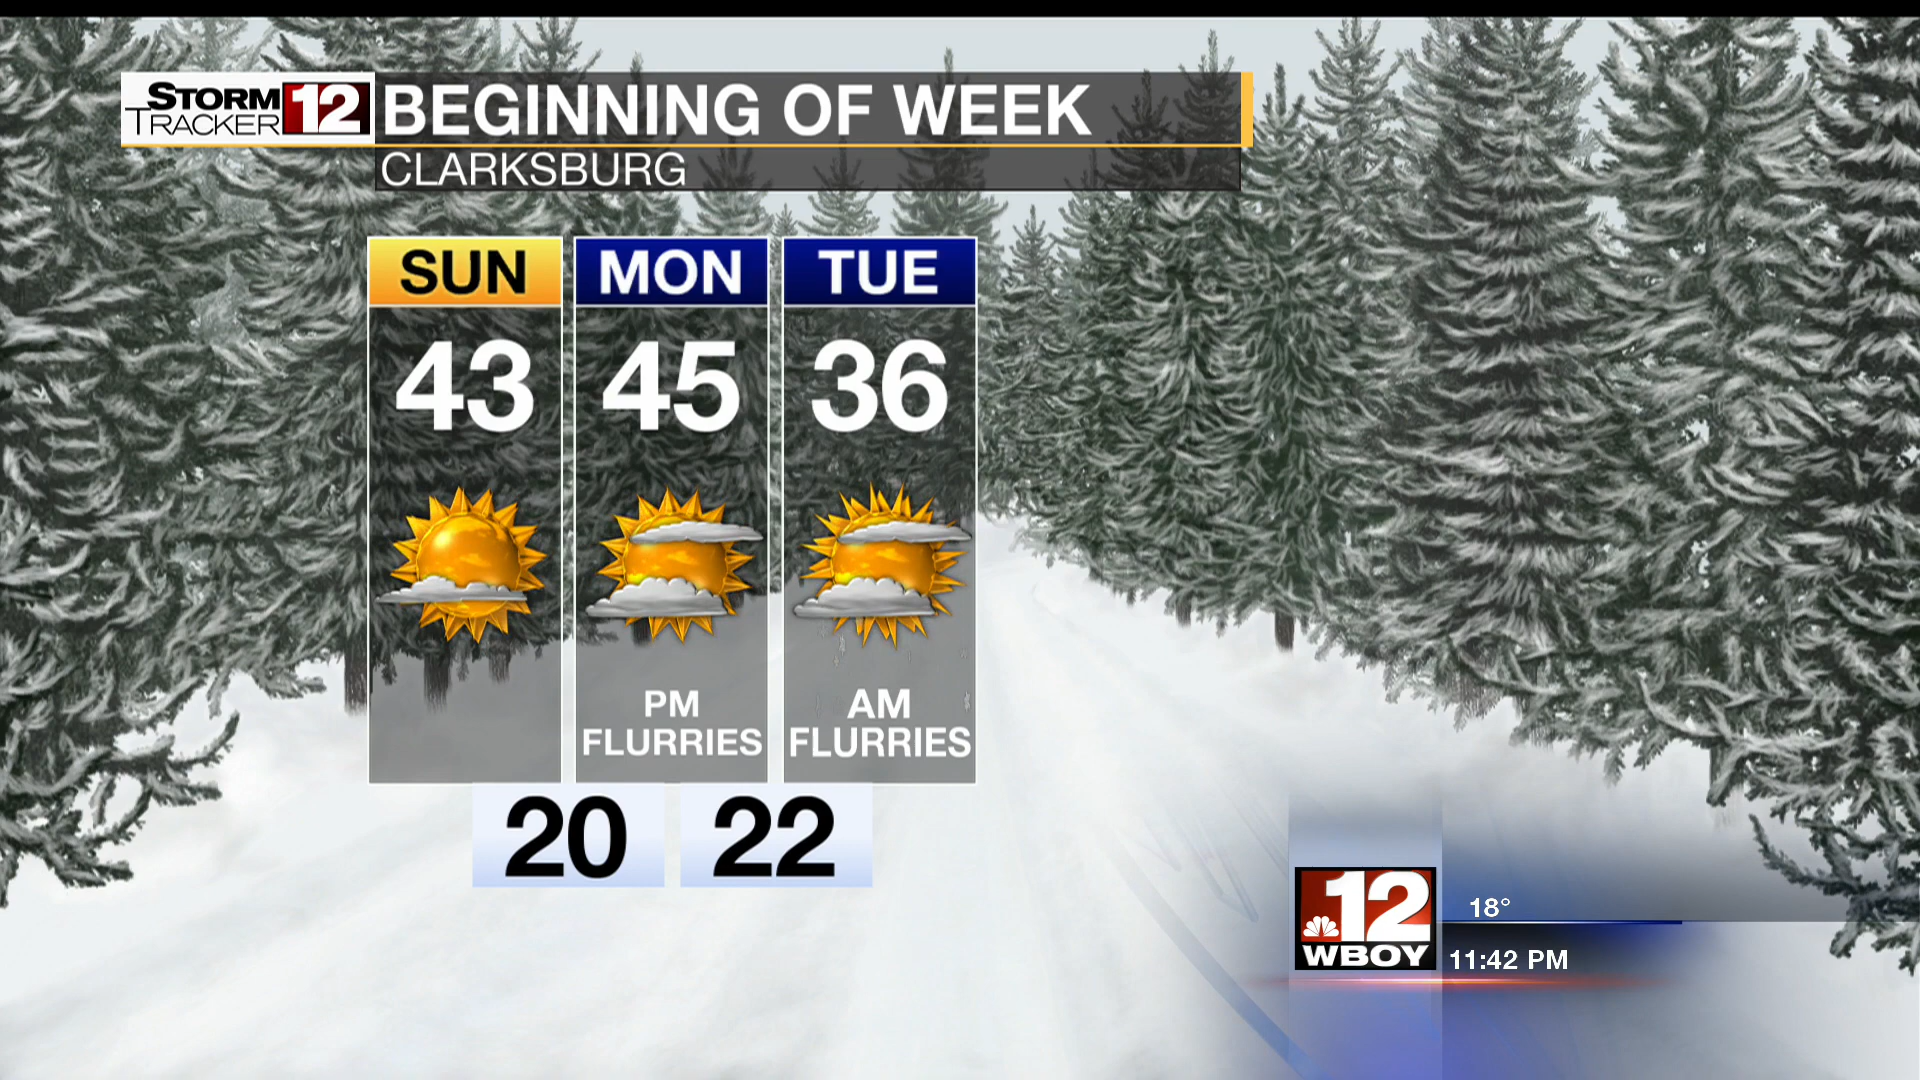 STORM
TRACKER 12
BEGINNING OF WEEK
CLARKSBURG
SUN MON TUE
43 45 36
PM
FLURRIES
AM
FLURRIES
20 22
12
WBOY
18°
11:42 PM